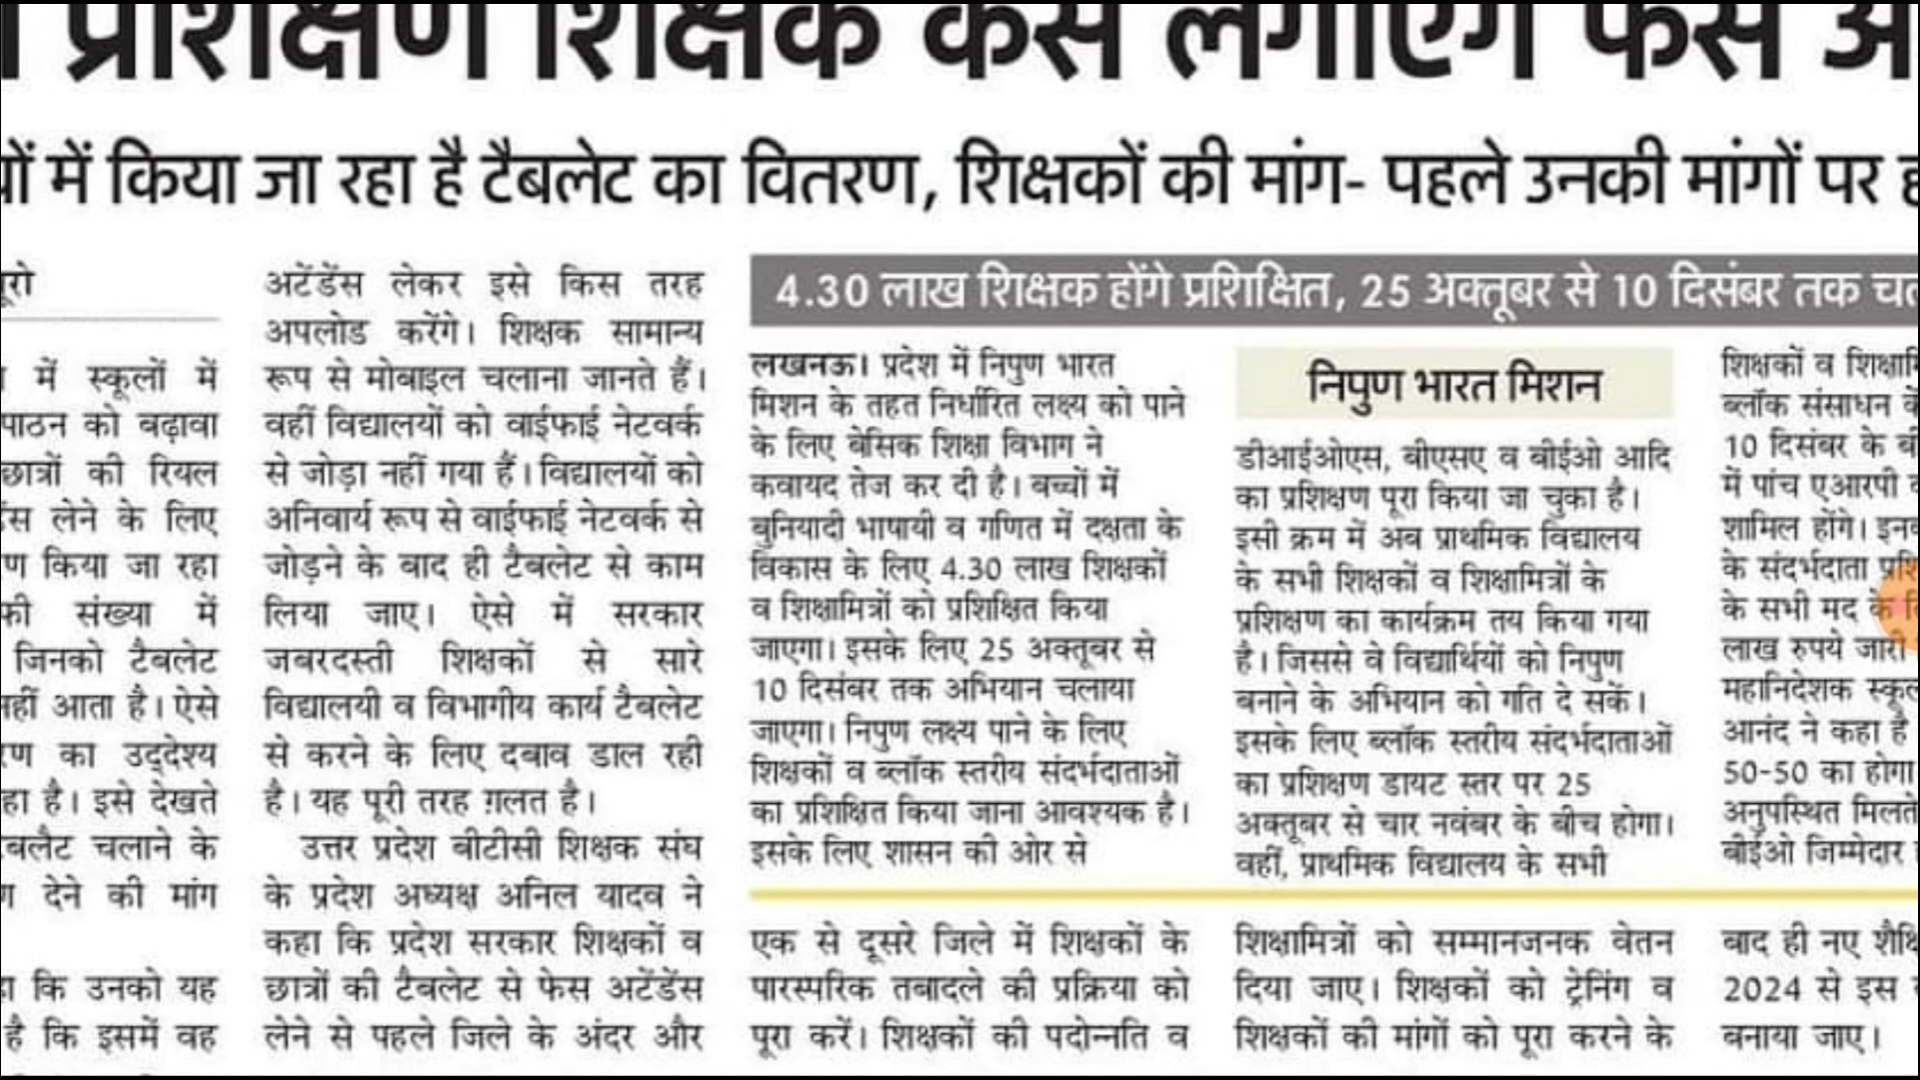 प्रशिक्षण शिक्षक कैसे लगाएंगे फेस
में किया जा रहा है टैबलेट का वितरण, शिक्षकों की मांग- पहले उनकी मांगों पर
में स्कूलों में
पाठन को बढ़ावा
छात्रों की रियल
लेने के लिए
किया जा रहा
संख्या में
जिनको टैबलेट
आता है। ऐसे
का उद्देश्य
है। इसे देखते
चलाने के
देने की मांग
कि उनको यह
है कि इसमें वह
अटेंडेंस लेकर इसे किस तरह
अपलोड करेंगे। शिक्षक सामान्य
रूप से मोबाइल चलाना जानते हैं।
वहीं विद्यालयों को वाईफाई नेटवर्क
से जोड़ा नहीं गया हैं। विद्यालयों को
अनिवार्य रूप से वाईफाई नेटवर्क से
जोड़ने के बाद ही टैबलेट से काम
लिया जाए। ऐसे में सरकार
जबरदस्ती शिक्षकों से सारे
विद्यालयी व विभागीय कार्य टैबलेट
से करने के लिए दबाव डाल रही
है। यह पूरी तरह ग़लत है।
उत्तर प्रदेश बीटीसी शिक्षक संघ
के प्रदेश अध्यक्ष अनिल यादव ने
कहा कि प्रदेश सरकार शिक्षकों व
छात्रों की टैबलेट से फेस अटेंडेंस
लेने से पहले जिले के अंदर और
4.30 लाख शिक्षक होंगे प्रशिक्षित, 25 अक्तूबर से 10 दिसंबर तक
लखनऊ। प्रदेश में निपुण भारत
मिशन के तहत निर्धारित लक्ष्य को पाने
के लिए बेसिक शिक्षा विभाग ने
कवायद तेज कर दी है। बच्चों में
बुनियादी भाषायी व गणित में दक्षता के
विकास के लिए 4.30 लाख शिक्षकों
व शिक्षामित्रों को प्रशिक्षित किया
जाएगा। इसके लिए 25 अक्तूबर से
10 दिसंबर तक अभियान चलाया
जाएगा। निपुण लक्ष्य पाने के लिए
शिक्षकों व ब्लॉक स्तरीय संदर्भदाताओं
का प्रशिक्षित किया जाना आवश्यक है।
इसके लिए शासन की ओर से
निपुण भारत मिशन
डीआईओएस, बीएसए व बीईओ आदि
का प्रशिक्षण पूरा किया जा चुका है।
इसी क्रम में अब प्राथमिक विद्यालय
के सभी शिक्षकों व शिक्षामित्रों के
प्रशिक्षण का कार्यक्रम तय किया गया
है। जिससे वे विद्यार्थियों को निपुण
बनाने के अभियान को गति दे सकें।
इसके लिए ब्लॉक स्तरीय संदर्भदाताओं
का प्रशिक्षण डायट स्तर पर 25
अक्तूबर से चार नवंबर के बीच होगा।
वहीं, प्राथमिक विद्यालय के सभी
शिक्षकों व
ब्लॉक संसाधन
10 दिसंबर के
में पांच एआरपी
शामिल होंगे।
के संदर्भदाता
के सभी मद के
लाख रुपये जारी
महानिदेशक
आनंद ने कहा है
50-50 का होगा
अनुपस्थित मिलते
बीईओ जिम्मेदार
एक से दूसरे जिले में शिक्षकों के
पारस्परिक तबादले की प्रक्रिया को
पूरा करें। शिक्षकों की पदोन्नति व
शिक्षामित्रों को सम्मानजनक वेतन
दिया जाए। शिक्षकों को ट्रेनिंग व
शिक्षकों की मांगों को पूरा करने के
बाद ही नए
2024 से इस
बनाया जाए।